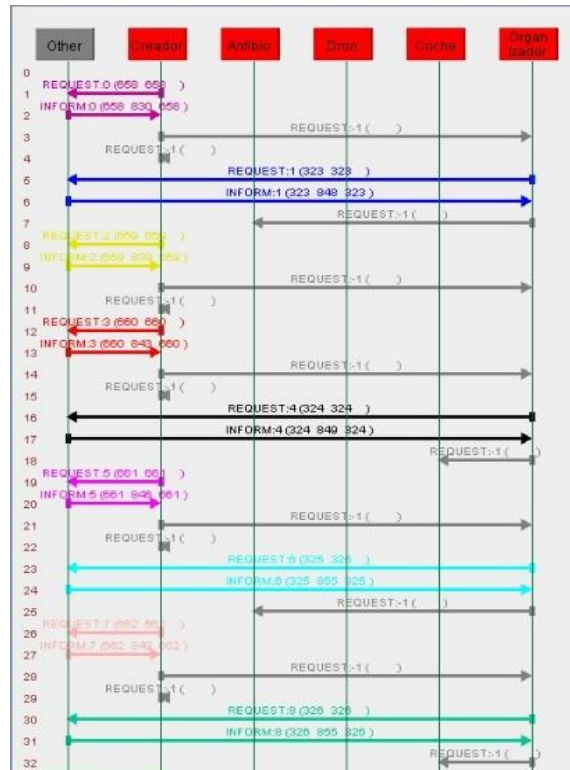 Other
Creador
Anfibio
Dron
Coche
Organ
izador
0
REQUEST:0 (658 658 )
1
INFORM:0 (658 830 658 )
2
REQUEST:-1 ( )
3
REQUEST:-1 ( )
4
REQUEST:1 (323 323 )
5
INFORM:1 (323 848 323 )
6
REQUEST:-1 ( )
7
REQUEST:2 (659 659 )
8
INFORM:2 (659 839 659 )
9
REQUEST:-1 ( )
10
REQUEST:-1 ( )
11
REQUEST:3 (660 660 )
12
INFORM:3 (660 843 660 )
13
REQUEST:-1 ( )
14
REQUEST:-1 ( )
15
REQUEST:4 (324 324 )
16
INFORM:4 (324 849 324 )
17
REQUEST:-1 ( )
18
REQUEST:5 (661 661 )
19
INFORM:5 (661 846 661 )
20
REQUEST:-1 ( )
21
REQUEST:-1 ( )
22
REQUEST:6 (325 325 )
23
INFORM:6 (325 855 325 )
24
REQUEST:-1 ( )
25
REQUEST:7 (662 662 )
26
INFORM:7 (662 849 662 )
27
REQUEST:-1 ( )
28
REQUEST:-1 ( )
29
REQUEST:8 (326 326 )
30
INFORM:8 (326 855 326 )
31
REQUEST:-1 ( )
32